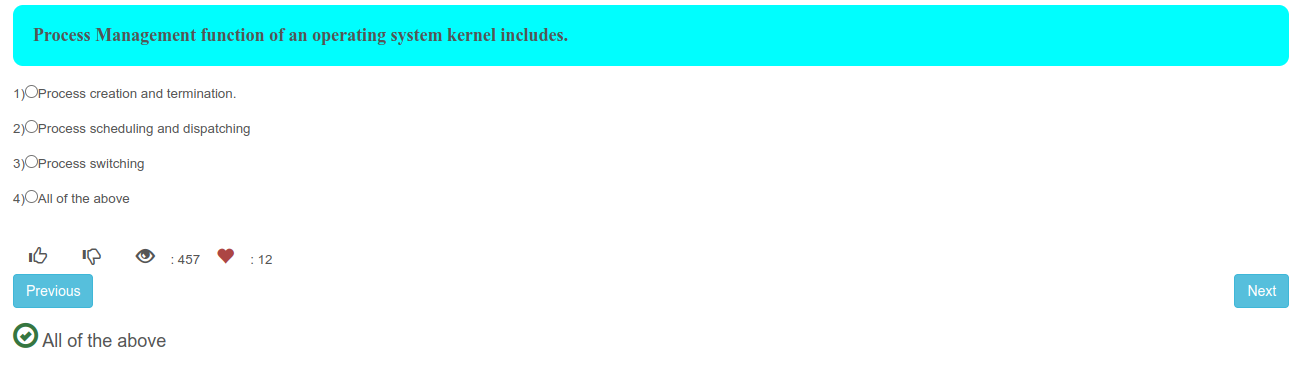 Process Management function of an operating system kernel includes.
1) Process creation and termination.
2) Process scheduling and dispatching
3) Process switching
4) All of the above
: 457 : 12
Previous Next
All of the above